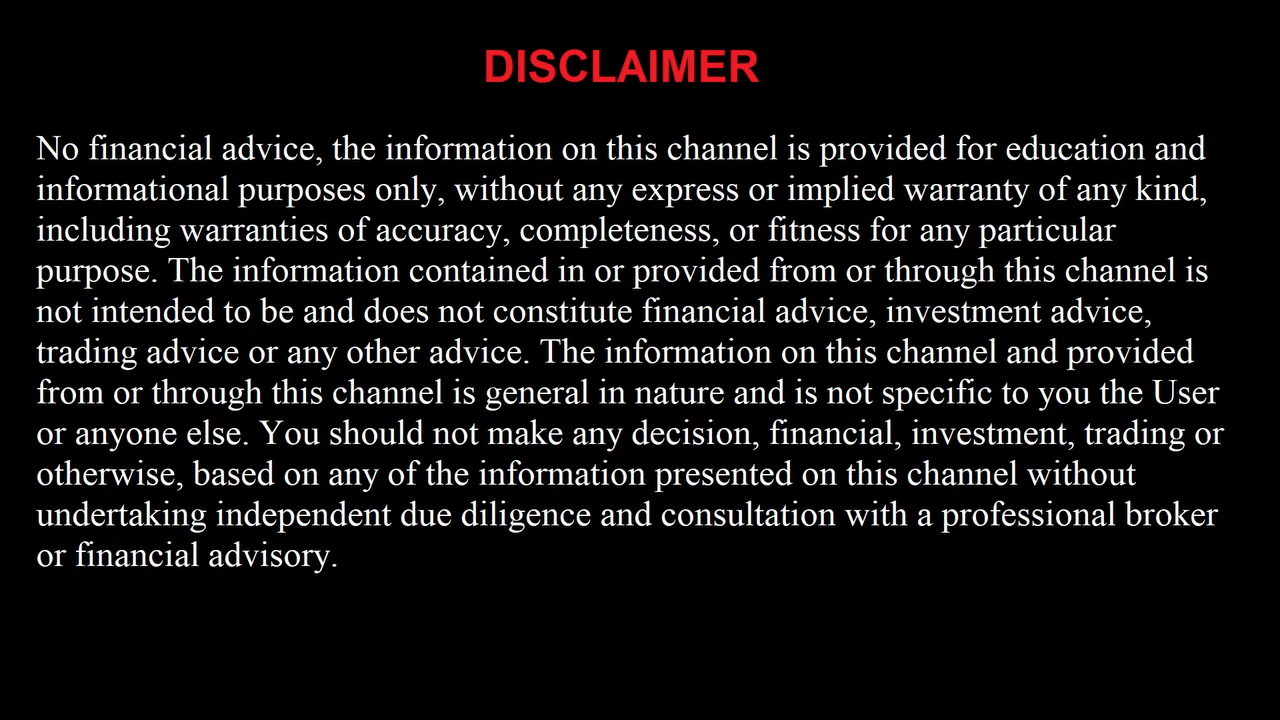 DISCLAIMER
No financial advice, the information on this channel is provided for education and
informational purposes only, without any express or implied warranty of any kind,
including warranties of accuracy, completeness, or fitness for any particular
purpose. The information contained in or provided from or through this channel is
not intended to be and does not constitute financial advice, investment advice,
trading advice or any other advice. The information on this channel and provided
from or through this channel is general in nature and is not specific to you the User
or anyone else. You should not make any decision, financial, investment, trading or
otherwise, based on any of the information presented on this channel without
undertaking independent due diligence and consultation with a professional broker
or financial advisory.